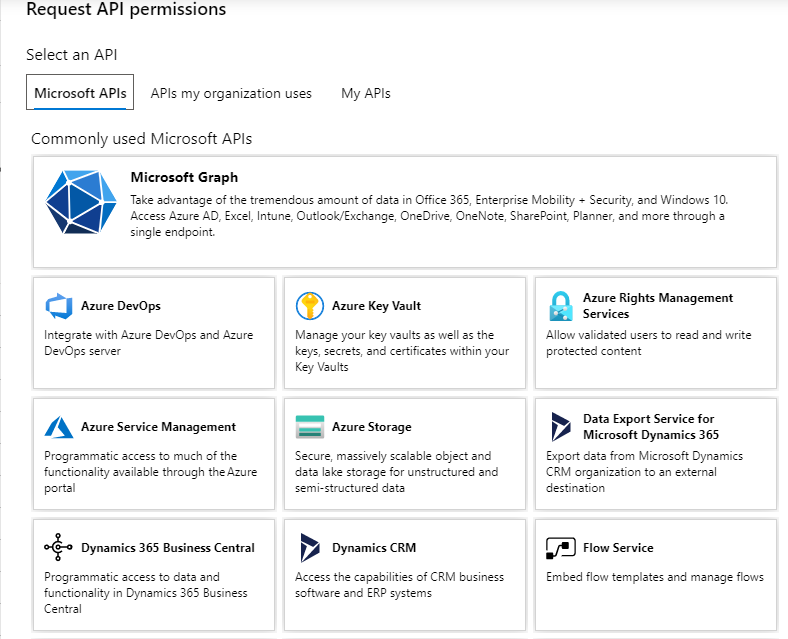 Request API permissions
Select an API
Microsoft APIs
APIs my organization uses
My APIs
Commonly used Microsoft APIs
Microsoft Graph
Take advantage of the tremendous amount of data in Office 365, Enterprise Mobility + Security, and Windows 10.
Access Azure AD, Excel, Intune, Outlook/Exchange, OneDrive, OneNote, SharePoint, Planner, and more through a
single endpoint.
Azure DevOps
Integrate with Azure DevOps and Azure
DevOps server
Azure Key Vault
Manage your key vaults as well as the
keys, secrets, and certificates within your
Key Vaults
Azure Rights Management
Services
Allow validated users to read and write
protected content
Azure Service Management
Programmatic access to much of the
functionality available through the Azure
portal
Azure Storage
Secure, massively scalable object and
data lake storage for unstructured and
semi-structured data
Data Export Service for
Microsoft Dynamics 365
Export data from Microsoft Dynamics
CRM organization to an external
destination
Dynamics 365 Business Central
Programmatic access to data and
functionality in Dynamics 365 Business
Central
Dynamics CRM
Access the capabilities of CRM business
software and ERP systems
Flow Service
Embed flow templates and manage flows